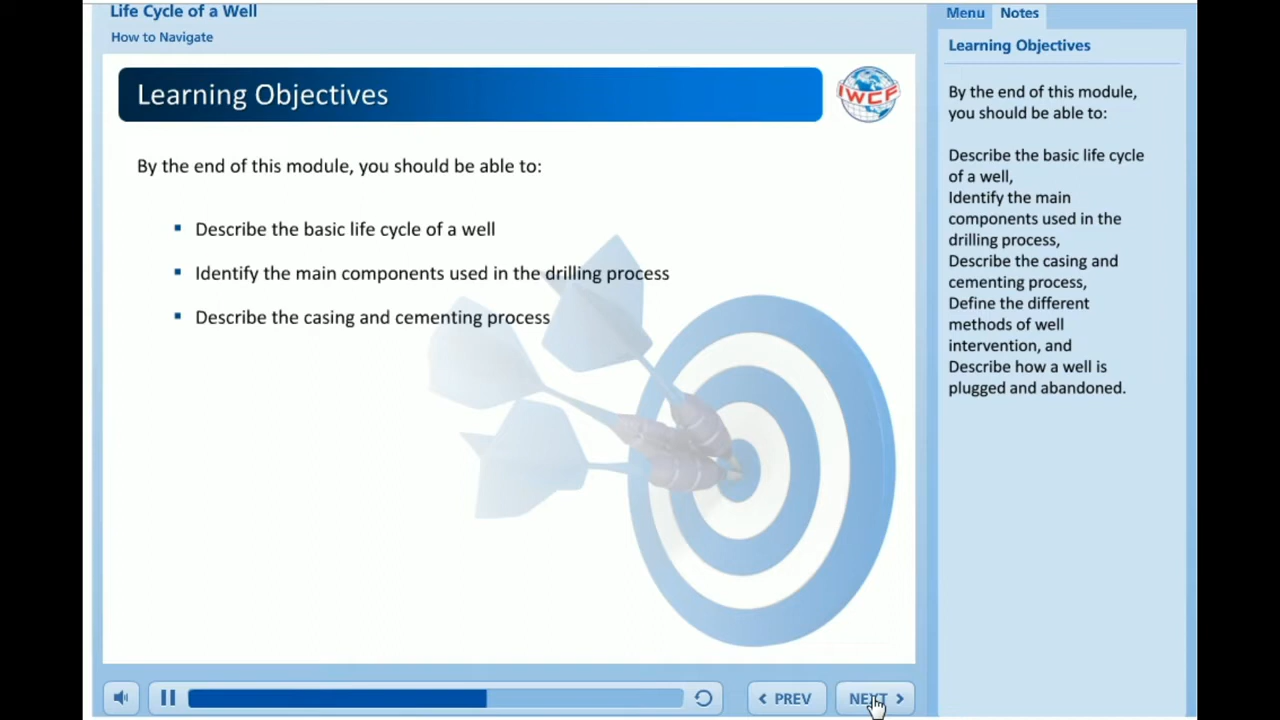 Life Cycle of a Well
How to Navigate
Learning Objectives
IWCF
By the end of this module, you should be able to:
Describe the basic life cycle of a well
Identify the main components used in the drilling process
Describe the casing and cementing process
PREV
NEXT
Menu
Notes
Learning Objectives
By the end of this module,
you should be able to:
Describe the basic life cycle
of a well,
Identify the main
components used in the
drilling process,
Describe the casing and
cementing process,
Define the different
methods of well
intervention, and
Describe how a well is
plugged and abandoned.